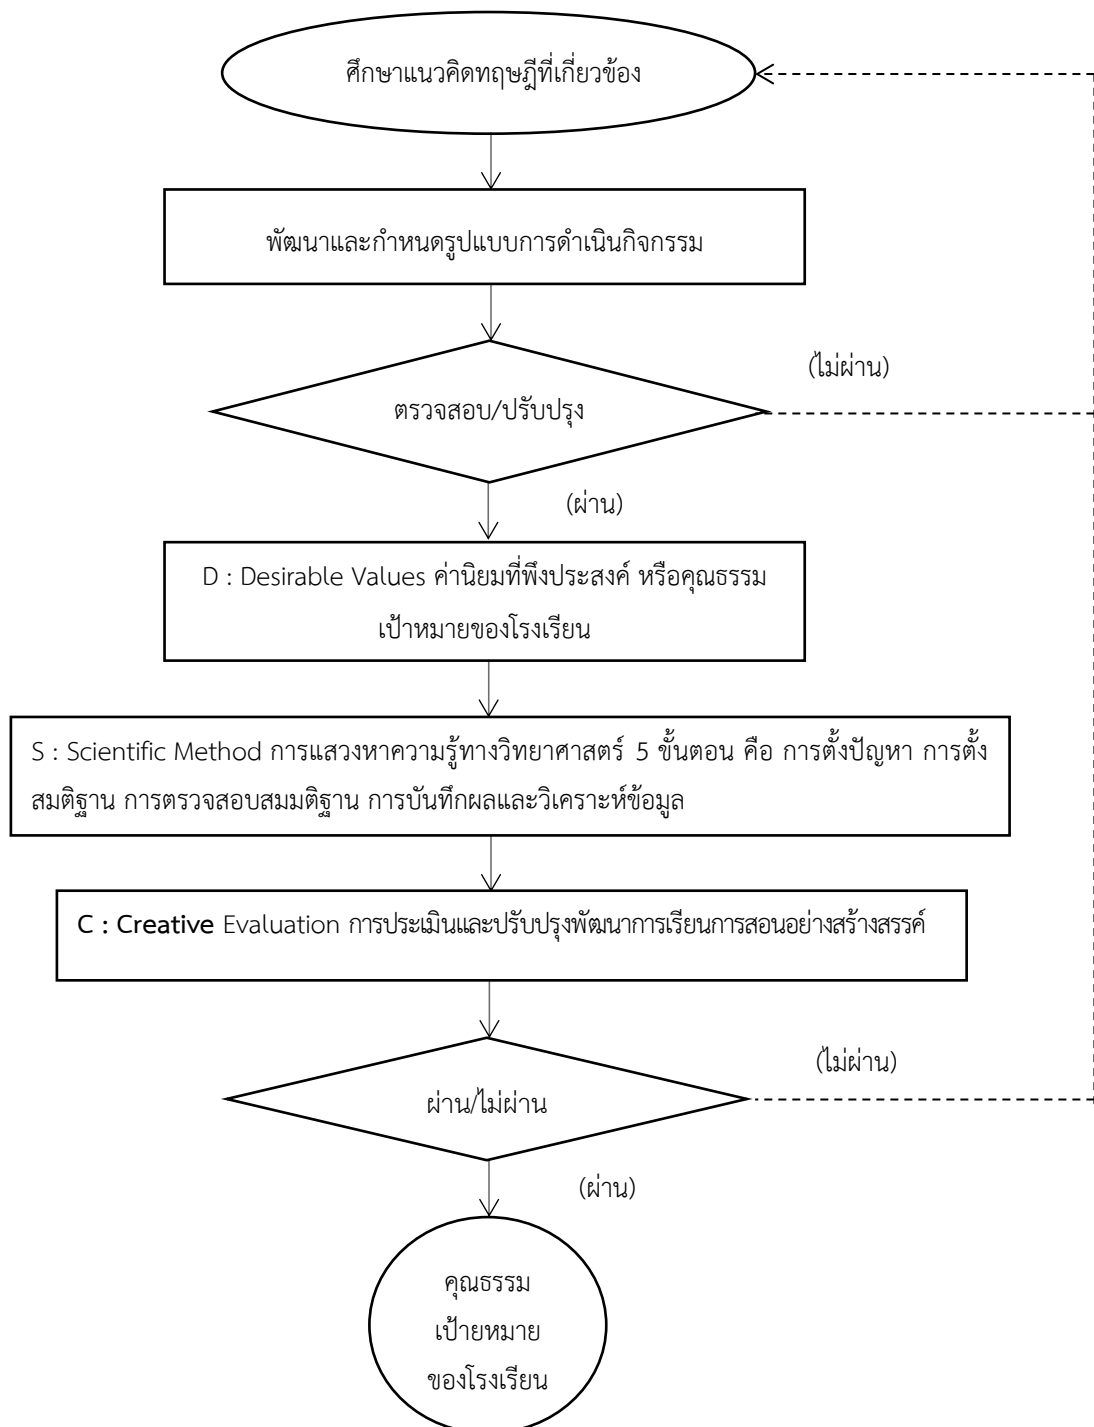 ศึกษาแนวคิดทฤษฎีที่เกี่ยวข้อง
พัฒนาและกำหนดรูปแบบการดำเนินกิจกรรม
(ไม่ผ่าน)
ตรวจสอบ/ปรับปรุง
(ผ่าน)
D : Desirable Values ค่านิยมที่พึงประสงค์ หรือคุณธรรม
เป้าหมายของโรงเรียน
S : Scientific Method การแสวงหาความรู้ทางวิทยาศาสตร์ 5 ขั้นตอน คือ การตั้งปัญหา การตั้ง
สมติฐาน การตรวจสอบสมมติฐาน การบันทึกผลและวิเคราะห์ข้อมูล
C : Creative Evaluation การประเมินและปรับปรุงพัฒนาการเรียนการสอนอย่างสร้างสรรค์
(ไม่ผ่าน)
ผ่าน/ไม่ผ่าน
(ผ่าน)
คุณธรรม
เป้ายหมาย
ของโรงเรียน